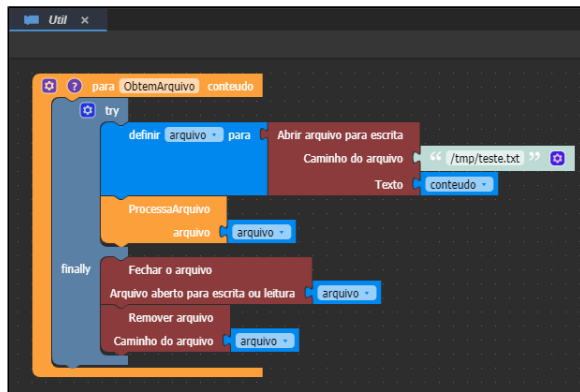 Util ×
? para ObtemArquivo conteudo
try
definir arquivo para Abrir arquivo para escrita
Caminho do arquivo “ /tmp/teste.txt ”
Texto conteudo
ProcessaArquivo
arquivo arquivo
finally Fechar o arquivo
Arquivo aberto para escrita ou leitura arquivo
Remover arquivo
Caminho do arquivo arquivo